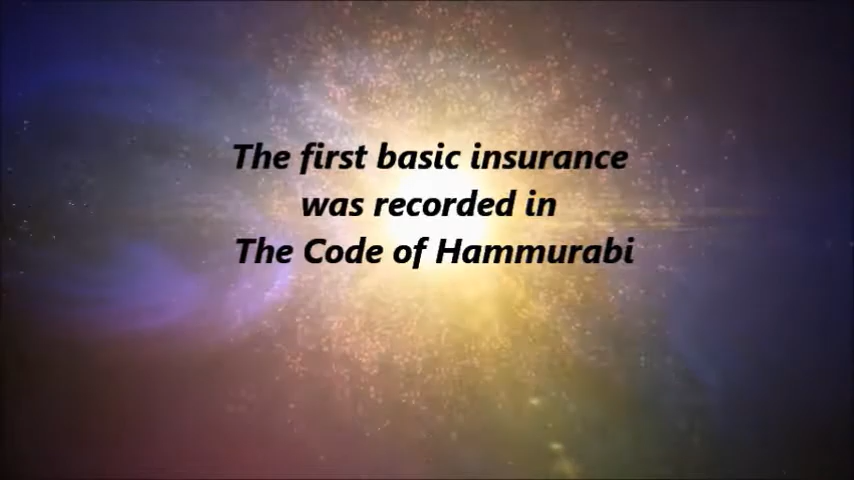 The first basic insurance
was recorded in
The Code of Hammurabi